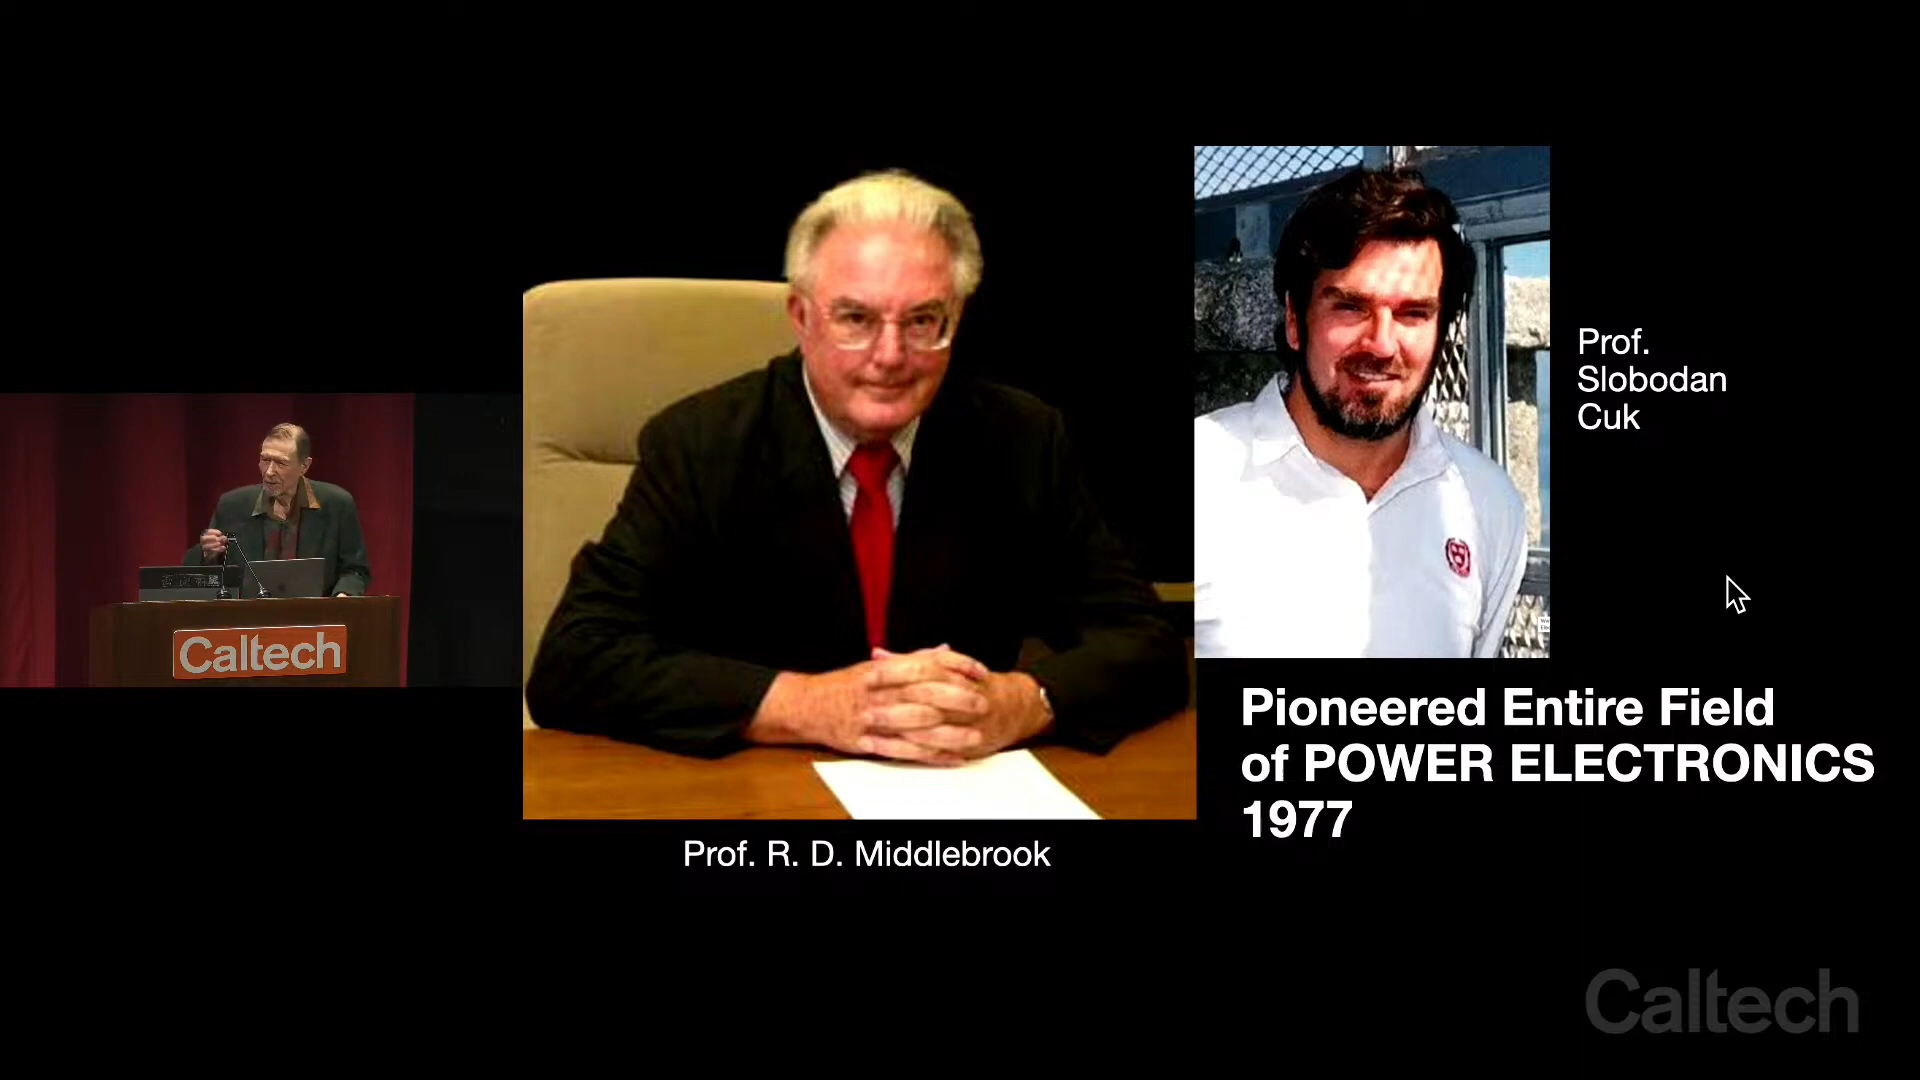 Prof.
Slobodan
Cuk
Pioneered Entire Field
of POWER ELECTRONICS
1977
Prof. R. D. Middlebrook
Caltech
Caltech